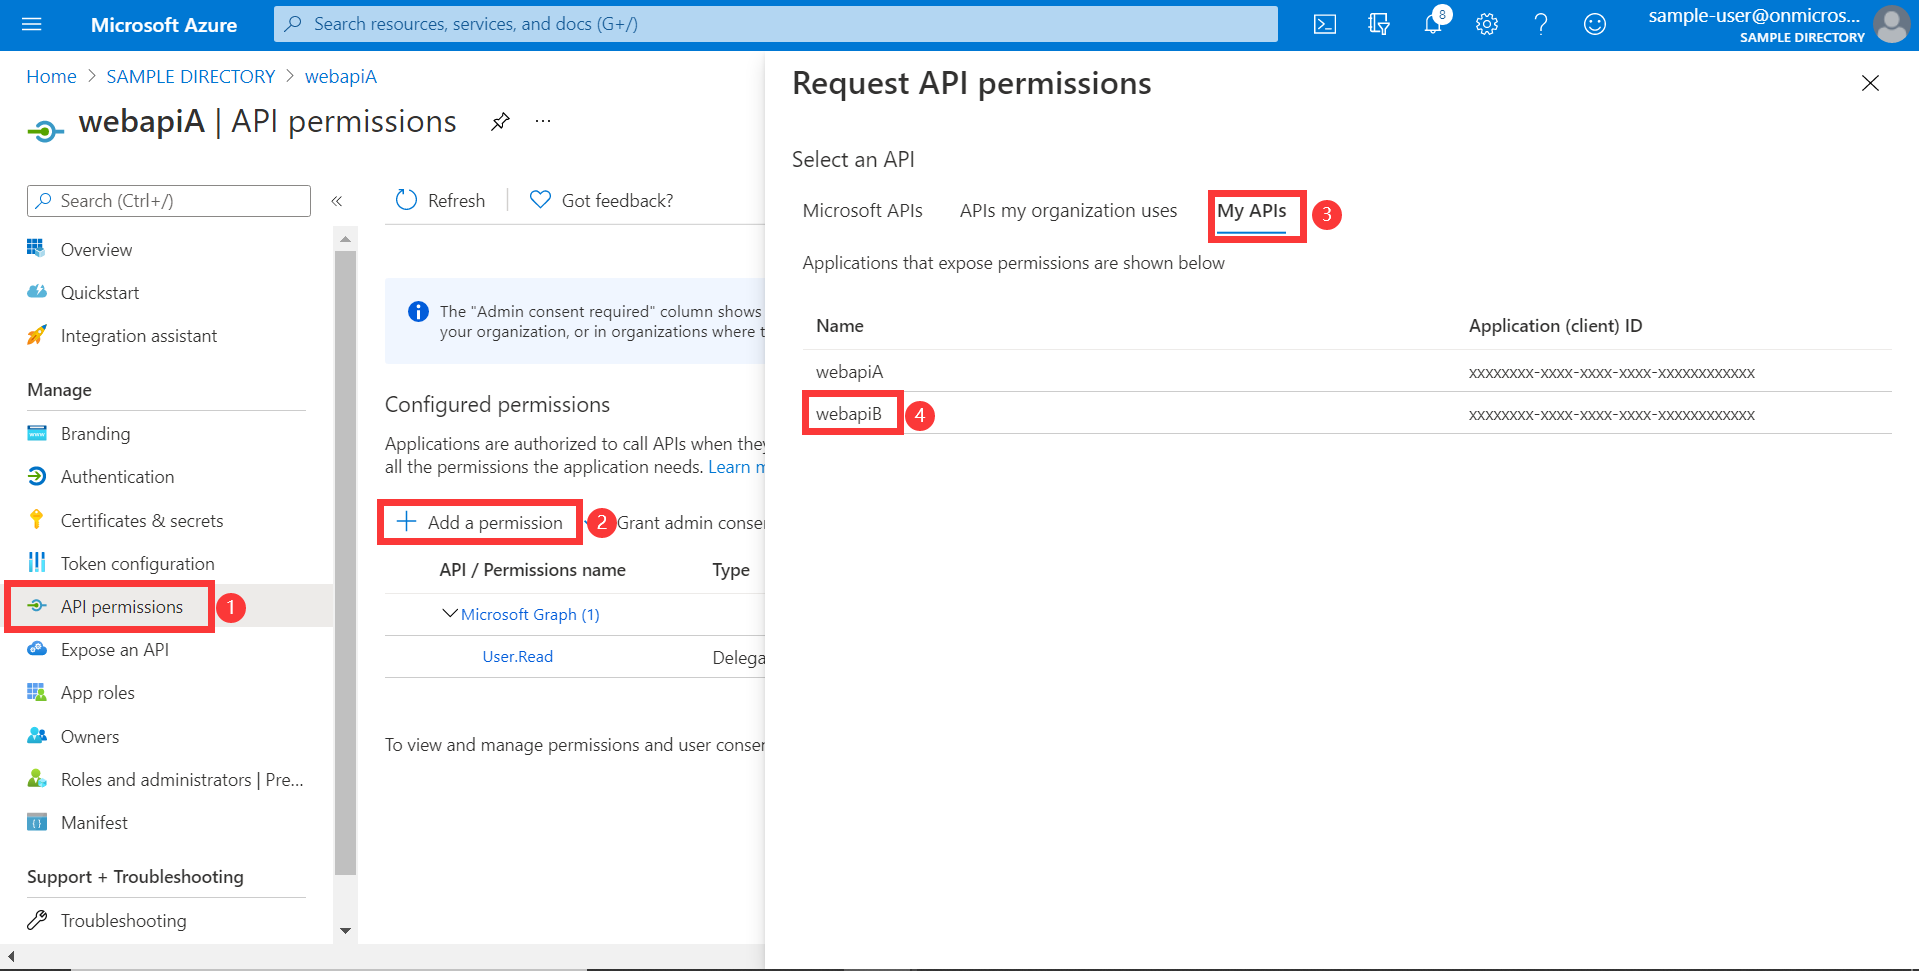 Microsoft Azure
Search resources, services, and docs (G+/)
8
sample-user@onmicros...
SAMPLE DIRECTORY
Home > SAMPLE DIRECTORY > webapiA
webapiA | API permissions
...
Search (Ctrl+/)
«
Overview
Quickstart
Integration assistant
Manage
Branding
Authentication
Certificates & secrets
Token configuration
API permissions
1
Expose an API
App roles
Owners
Roles and administrators | Pre...
Manifest
Support + Troubleshooting
Troubleshooting
Refresh
Got feedback?
The "Admin consent required" column shows
your organization, or in organizations where t
Configured permissions
Applications are authorized to call APIs when they
all the permissions the application needs. Learn m
Add a permission
2
Grant admin conser
API / Permissions name Type
Microsoft Graph (1)
User.Read Delega
To view and manage permissions and user conser
Request API permissions
Select an API
Microsoft APIs APIs my organization uses My APIs
3
Applications that expose permissions are shown below
Name Application (client) ID
webapiA xxxxxxxx-xxxx-xxxx-xxxx-xxxxxxxxxxxx
webapiB 4 xxxxxxxx-xxxx-xxxx-xxxx-xxxxxxxxxxxx